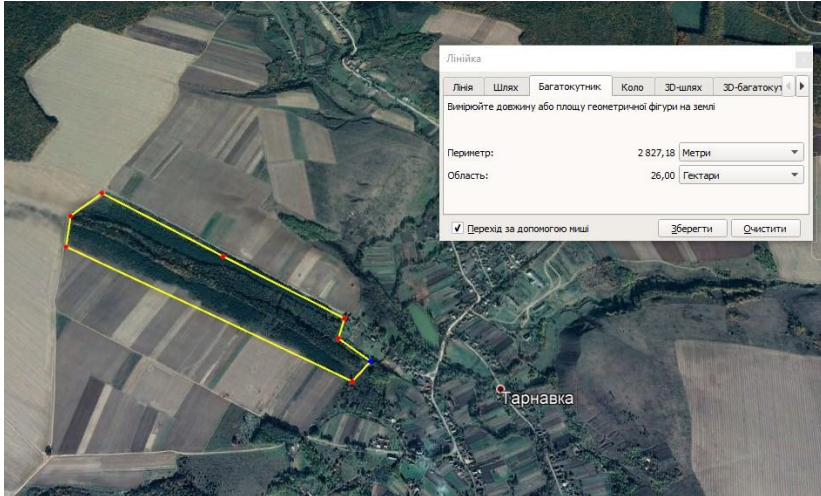 Лінійка
Лінія Шлях Багатокутник Коло 3D-шлях 3D-багатокут
Виміряйте довжину або площу геометричної фігури на землі
Периметр: 2 827,18 Метри
Область: 26,00 Гектари
Перехід за допомогою миші Зберегти Очистити
Тарнавка